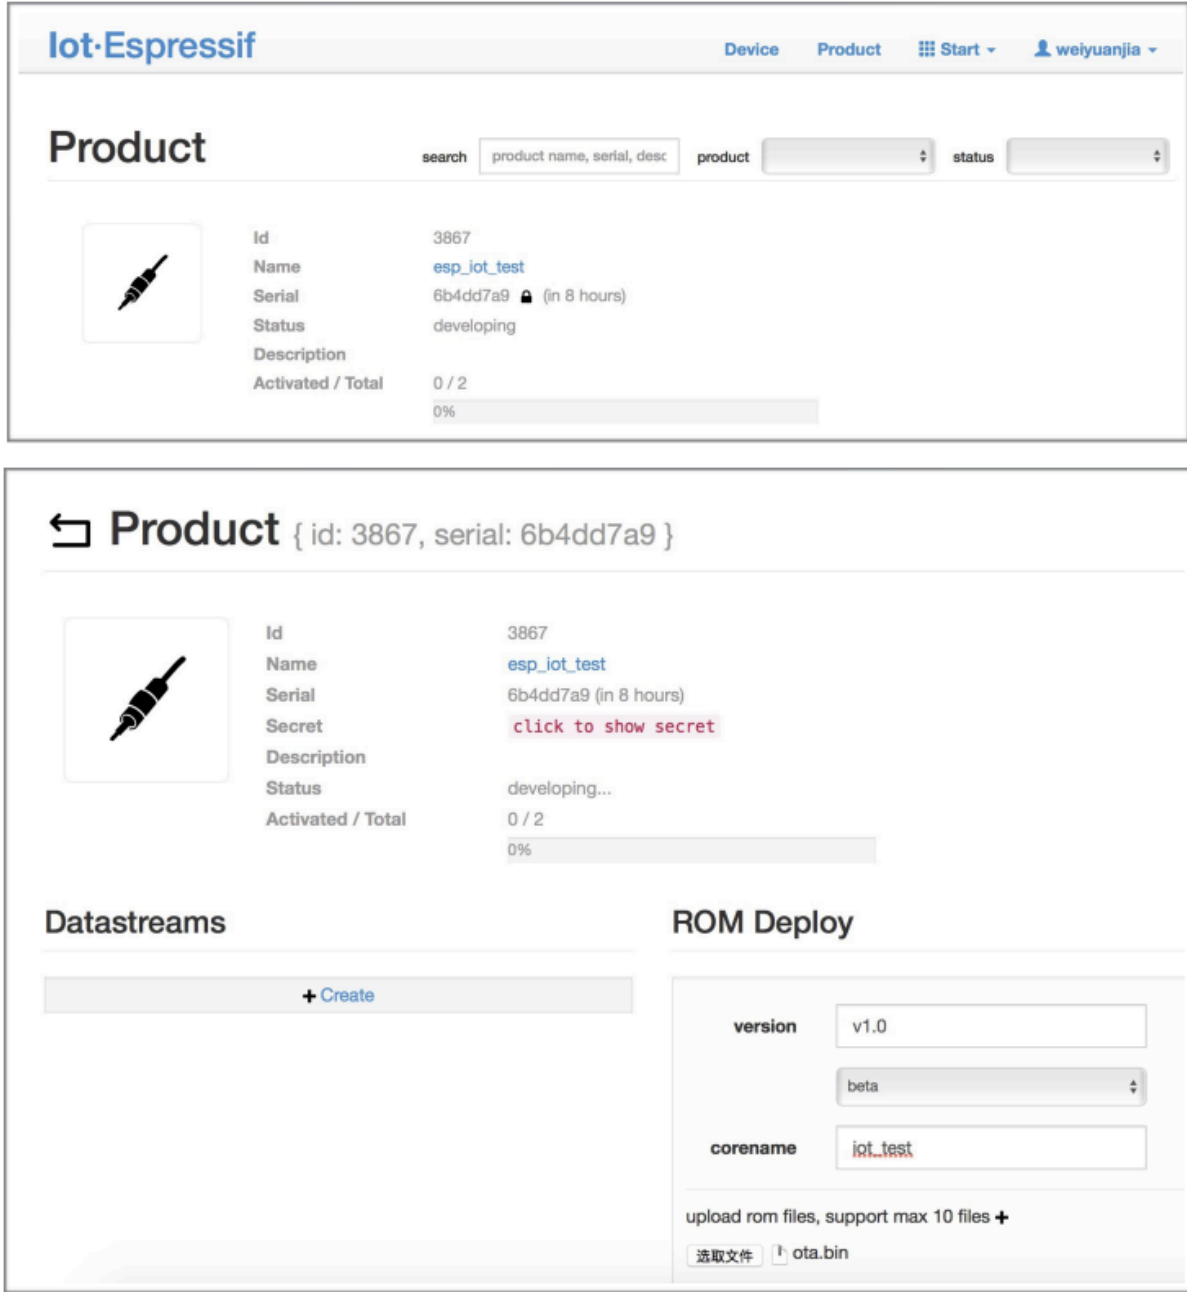 Iot·Espressif Device Product Start weiyuanjia
Product search product name, serial, desc product status
Id 3867
Name esp_iot_test
Serial 6b4dd7a9 (in 8 hours)
Status developing
Description
Activated / Total 0 / 2
0%
Product { id: 3867, serial: 6b4dd7a9 }
Id 3867
Name esp_iot_test
Serial 6b4dd7a9 (in 8 hours)
Secret click to show secret
Description
Status developing...
Activated / Total 0 / 2
0%
Datastreams
+ Create
ROM Deploy
version v1.0
beta
corename iot_test
upload rom files, support max 10 files +
选取文件 ota.bin